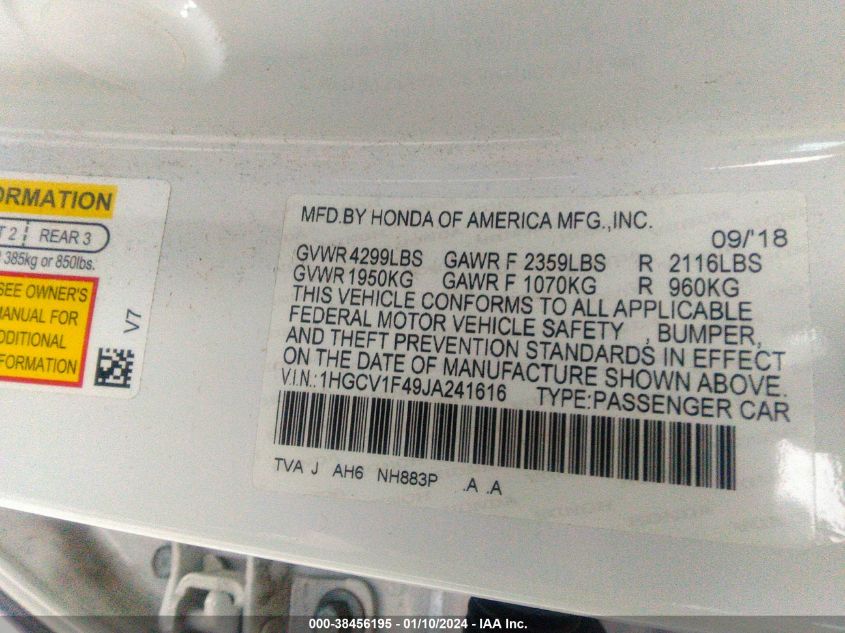 ORMATION
T 2 REAR 3
385kg or 850lbs.
SEE OWNER'S
MANUAL FOR
DDITIONAL
FORMATION
V7
MFD.BY HONDA OF AMERICA MFG.,INC.
09/'18
GVWR 4299LBS GAWR F 2359LBS R 2116LBS
GVWR 1950KG GAWR F 1070KG R 960KG
THIS VEHICLE CONFORMS TO ALL APPLICABLE
FEDERAL MOTOR VEHICLE SAFETY , BUMPER,
AND THEFT PREVENTION STANDARDS IN EFFECT
ON THE DATE OF MANUFACTURE SHOWN ABOVE.
V.I.N.:1HGCV1F49JA241616 TYPE:PASSENGER CAR
TVA J AH6 NH883P .A .A
000-38456195 - 01/10/2024 - IAA Inc.